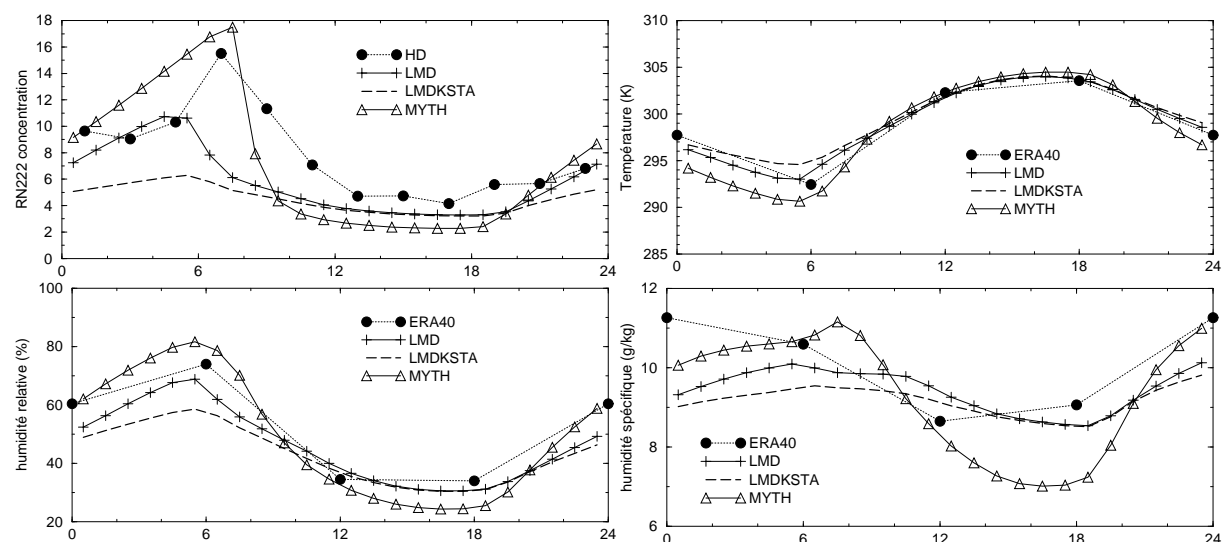 RN222 concentration
18
16
14
12
10
8
6
4
2
0
0 6 12 18 24
HD
LMD
LMDKSTA
MYTH
Température (K)
310
305
300
295
290
285
0 6 12 18 24
ERA40
LMD
LMDKSTA
MYTH
humidité relative (%)
100
80
60
40
20
0 6 12 18 24
ERA40
LMD
LMDKSTA
MYTH
humidité spécifique (g/kg)
12
10
8
6
0 6 12 18 24
ERA40
LMD
LMDKSTA
MYTH